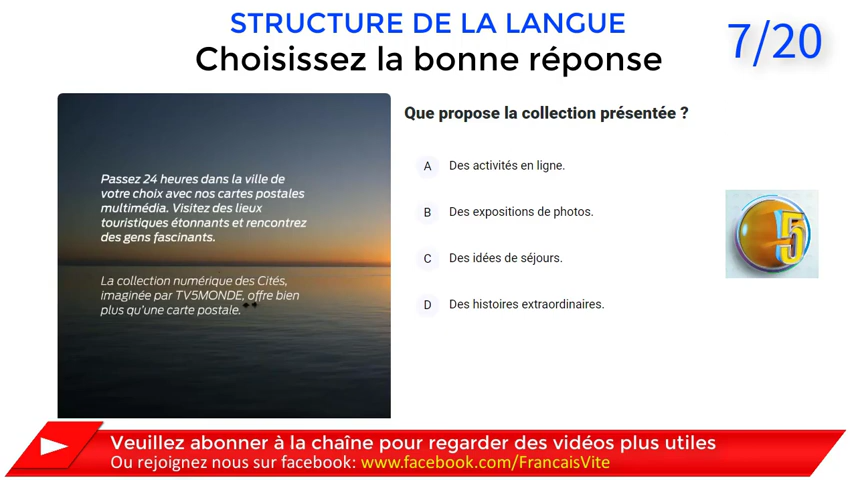 STRUCTURE DE LA LANGUE
Choisissez la bonne réponse
7/20
Passez 24 heures dans la ville de
votre choix avec nos cartes postales
multimédia. Visitez des lieux
touristiques étonnants et rencontrez
des gens fascinants.
La collection numérique des Cités,
imaginée par TV5MONDE, offre bien
plus qu'une carte postale.
Que propose la collection présentée ?
A Des activités en ligne.
B Des expositions de photos.
C Des idées de séjours.
D Des histoires extraordinaires.
5
Veuillez abonner à la chaîne pour regarder des vidéos plus utiles
Ou rejoignez nous sur facebook: www.facebook.com/FrancaisVite